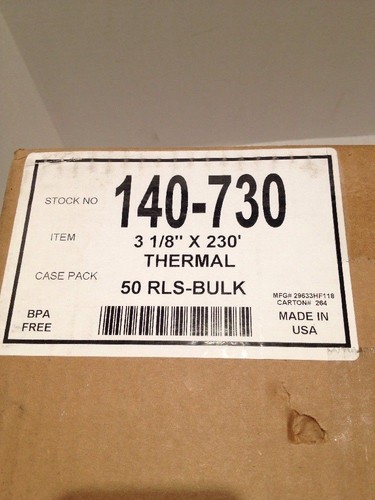 STOCK NO 140-730
ITEM 3 1/8" X 230'
THERMAL
CASE PACK 50 RLS-BULK
MFG# 29633HF118
CARTON# 264
BPA
FREE
MADE IN
USA